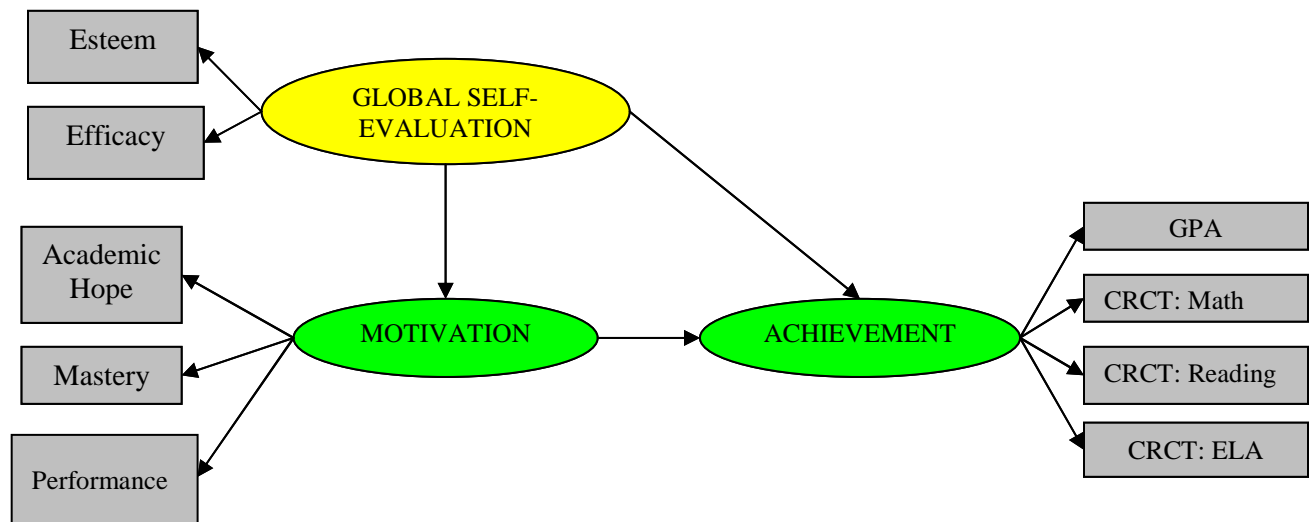 Esteem
GLOBAL SELF-
EVALUATION
Efficacy
Academic
Hope
MOTIVATION
Mastery
Performance
ACHIEVEMENT
GPA
CRCT: Math
CRCT: Reading
CRCT: ELA